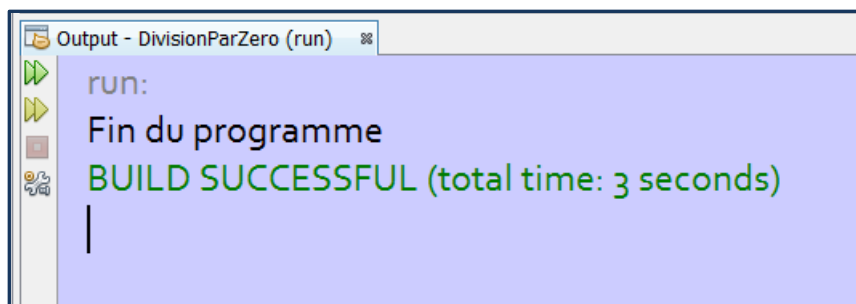 Output - DivisionParZero (run)
run:
Fin du programme
BUILD SUCCESSFUL (total time: 3 seconds)